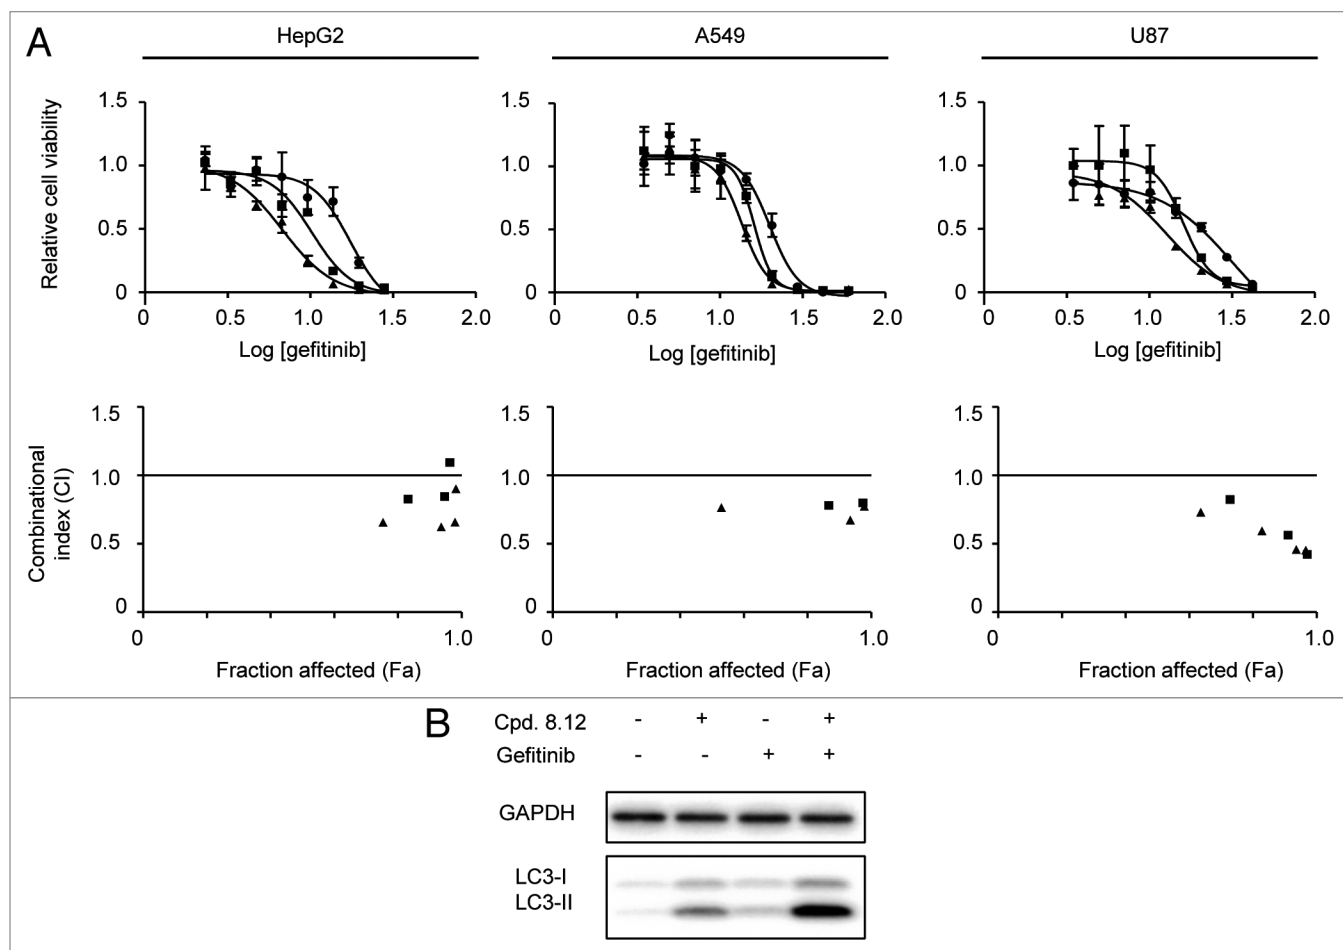 A
HepG2 A549 U87
Relative cell viability
1.5 1.5 1.5
1.0 1.0 1.0
0.5 0.5 0.5
0 0 0
0 0.5 1.0 1.5 2.0 0 0.5 1.0 1.5 2.0 0 0.5 1.0 1.5 2.0
Log [gefitinib] Log [gefitinib] Log [gefitinib]
Combinational
index (CI)
1.5 1.5 1.5
1.0 1.0 1.0
0.5 0.5 0.5
0 0 0
0 1.0 0 1.0 0 1.0
Fraction affected (Fa) Fraction affected (Fa) Fraction affected (Fa)
B
Cpd. 8.12 - + - +
Gefitinib - - + +
GAPDH
LC3-I
LC3-II